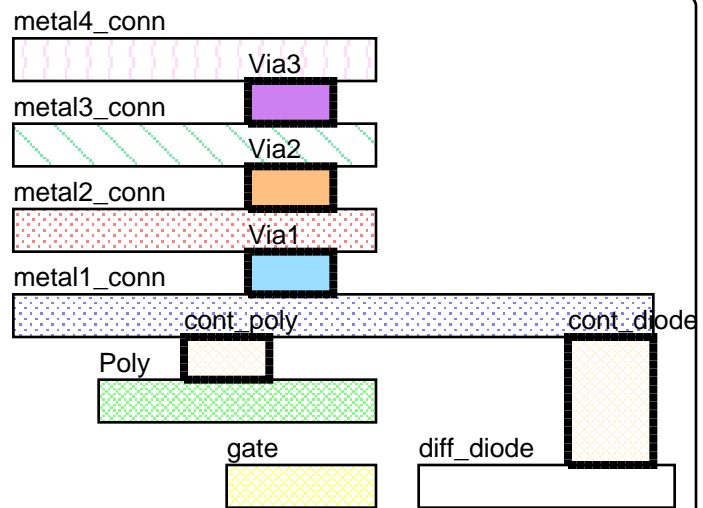 metal4_conn
Via3
metal3_conn
Via2
metal2_conn
Via1
metal1_conn
cont_poly
cont_diode
Poly
gate
diff_diode